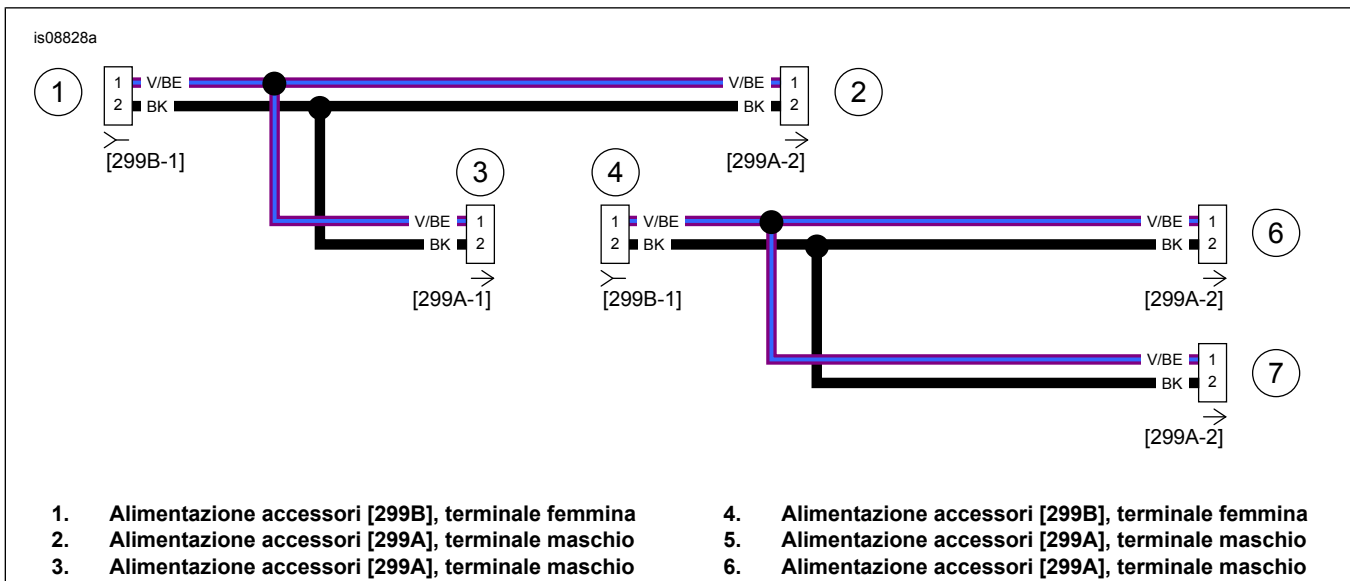 is08828a
1
1 V/BE V/BE 1
2 BK BK 2
2
[299B-1]
[299A-2]
3
4
V/BE 1
BK 2
1 V/BE V/BE 1
2 BK BK 2
6
[299A-1]
[299B-1]
[299A-2]
V/BE 1
BK 2
7
[299A-2]
1. Alimentazione accessori [299B], terminale femmina
2. Alimentazione accessori [299A], terminale maschio
3. Alimentazione accessori [299A], terminale maschio
4. Alimentazione accessori [299B], terminale femmina
5. Alimentazione accessori [299A], terminale maschio
6. Alimentazione accessori [299A], terminale maschio